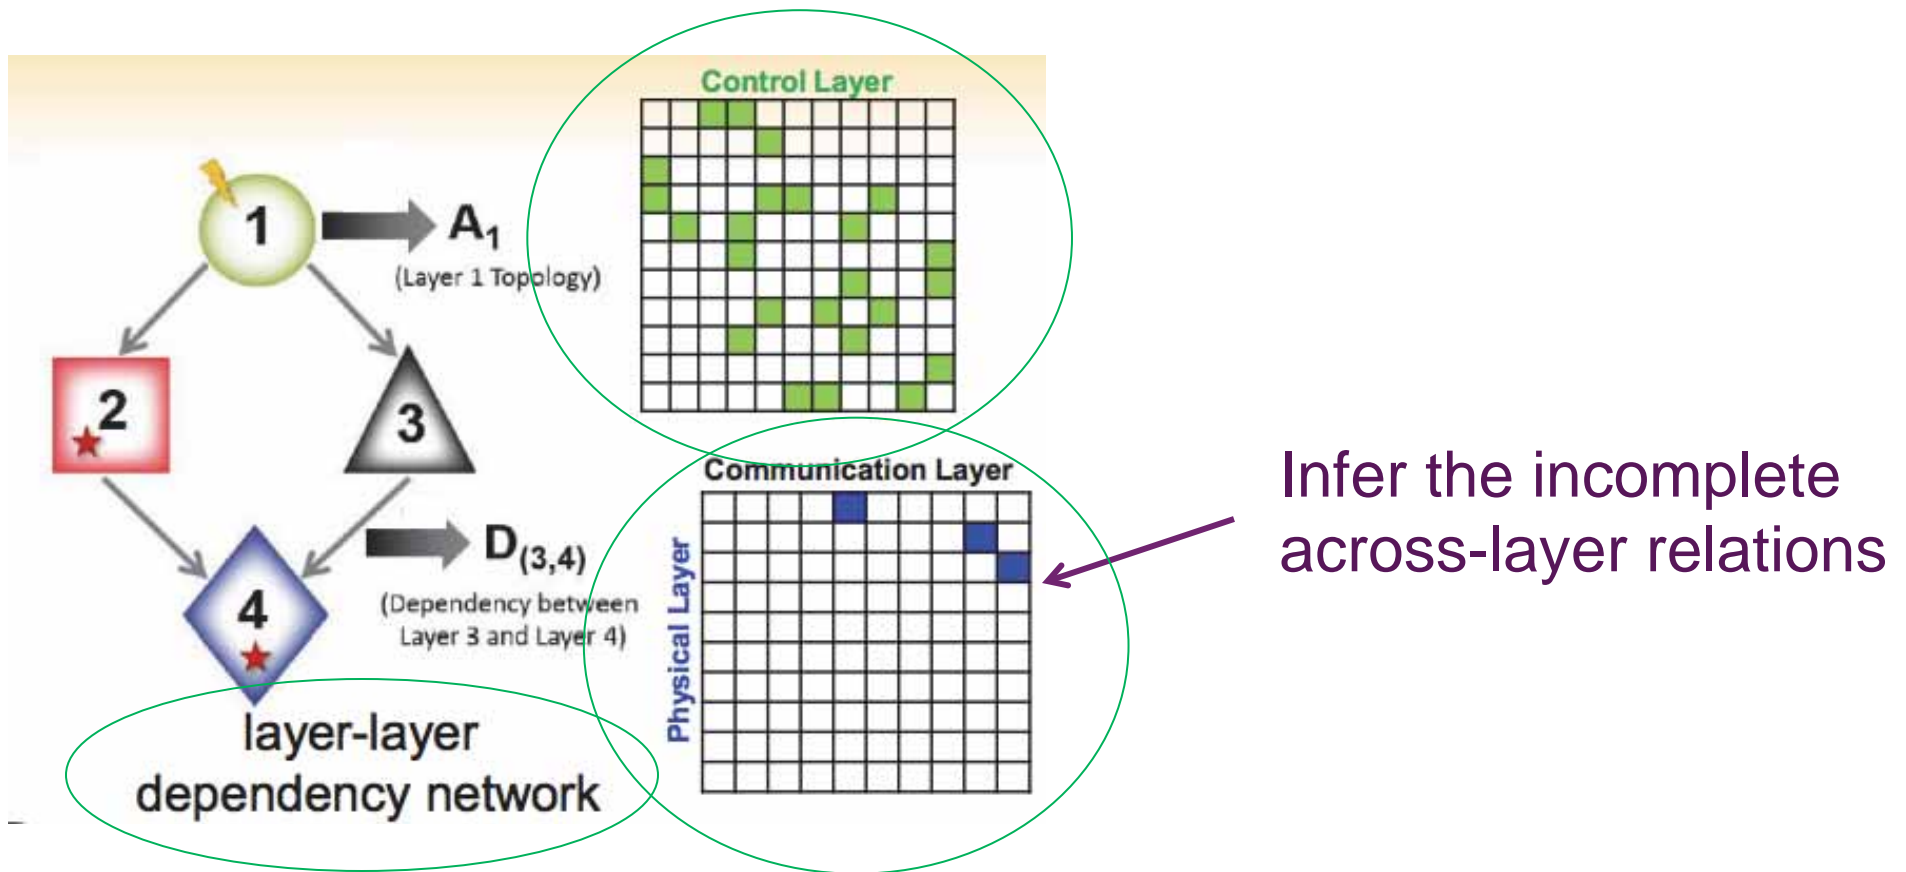 Control Layer
1
A1
(Layer 1 Topology)
2
3
Communication Layer
Physical Layer
D(3,4)
(Dependency between
Layer 3 and Layer 4)
4
layer-layer
dependency network
Infer the incomplete
across-layer relations